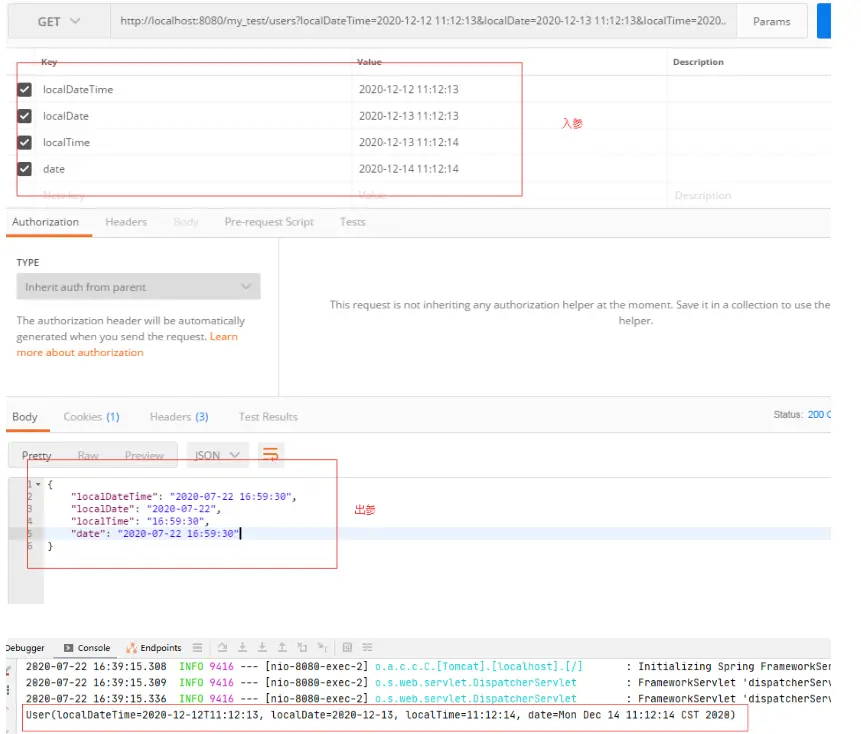 GET http://localhost:8080/my_test/users?localDateTime=2020-12-12 11:12:13&localDate=2020-12-13 11:12:13&localTime=2020.. Params
Key Value Description
localDateTime 2020-12-12 11:12:13
localDate 2020-12-13 11:12:13
入参
localTime 2020-12-13 11:12:14
date 2020-12-14 11:12:14
New key Value Description
Authorization Headers Body Pre-request Script Tests
TYPE
Inherit auth from parent
The authorization header will be automatically
generated when you send the request. Learn
more about authorization
This request is not inheriting any authorization helper at the moment. Save it in a collection to use the
helper.
Body Cookies (1) Headers (3) Test Results Status: 200 O
Pretty Raw Preview JSON
1 {
2 "localDateTime": "2020-07-22 16:59:30",
3 "localDate": "2020-07-22",
出参
4 "localTime": "16:59:30",
5 "date": "2020-07-22 16:59:30"
6 }
Debugger Console Endpoints
2020-07-22 16:39:15.308 INFO 9416 --- [nio-8080-exec-2] o.a.c.c.C.[Tomcat].[localhost].[/] : Initializing Spring FrameworkSer
2020-07-22 16:39:15.309 INFO 9416 --- [nio-8080-exec-2] o.s.web.servlet.DispatcherServlet : FrameworkServlet 'dispatcherServ
2020-07-22 16:39:15.336 INFO 9416 --- [nio-8080-exec-2] o.s.web.servlet.DispatcherServlet : FrameworkServlet 'dispatcherServ
User(localDateTime=2020-12-12T11:12:13, localDate=2020-12-13, localTime=11:12:14, date=Mon Dec 14 11:12:14 CST 2020)